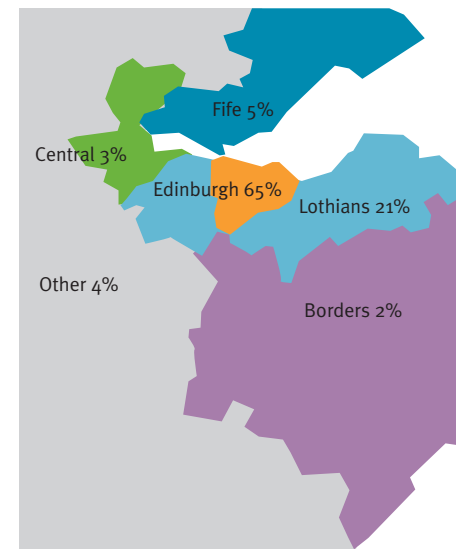 Fife 5%
Central 3%
Edinburgh 65%
Lothians 21%
Other 4%
Borders 2%